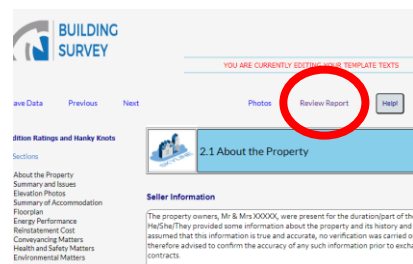 BUILDING
SURVEY
YOU ARE CURRENTLY EDITING YOUR TEMPLATE TEXTS
ave Data Previous Next Photos Review Report Help!
dition Ratings and Hanky Knots
Sections
2.1 About the Property
About the Property
Summary and Issues
Elevation Photos
Summary of Accommodation
Floorplan
Energy Performance
Reinstatement Cost
Conveyancing Matters
Health and Safety Matters
Environmental Matters
Seller Information
The property owners, Mr & Mrs XXXXX, were present for the duration/part of the
He/She/They provided some information about the property and its history and
assumed that this information is true and accurate, no verification was carried o
therefore advised to confirm the accuracy of any such information prior to excha
contracts.